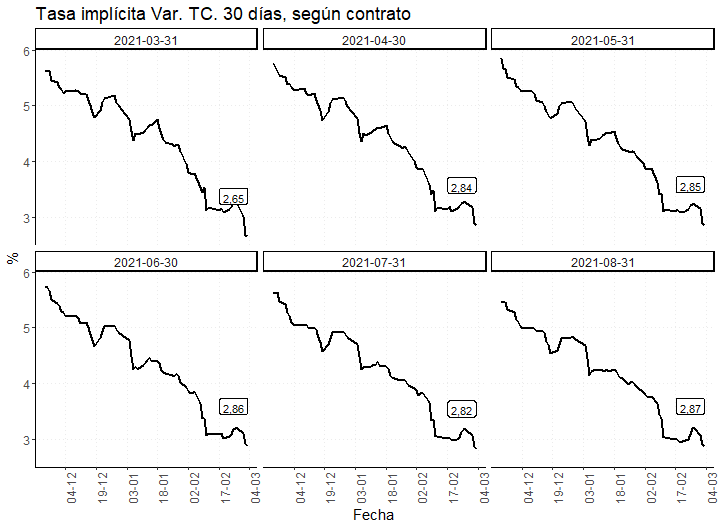 Tasa implícita Var. TC. 30 días, según contrato
2021-03-31 2021-04-30 2021-05-31
6
5
4
3
2,65 2,84 2,85
%
2021-06-30 2021-07-31 2021-08-31
6
5
4
3
2,86 2,82 2,87
04-12 19-12 03-01 18-01 02-02 17-02 04-03 04-12 19-12 03-01 18-01 02-02 17-02 04-03 04-12 19-12 03-01 18-01 02-02 17-02 04-03
Fecha